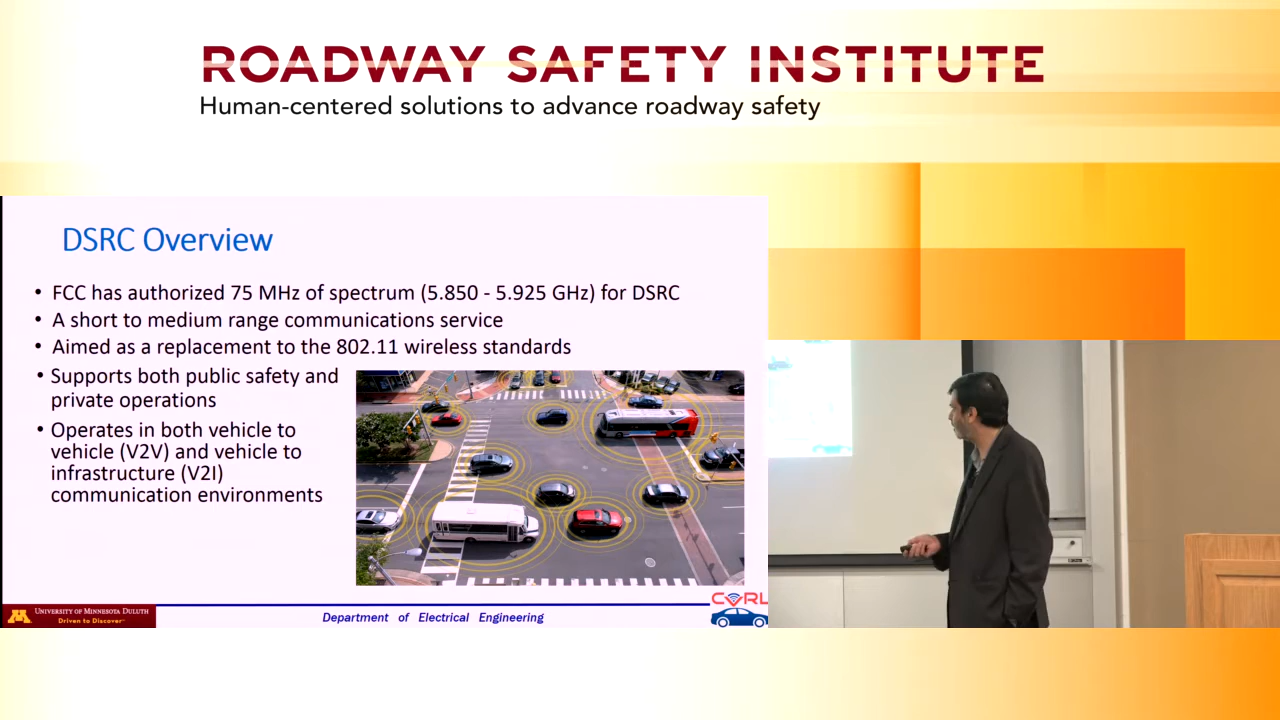 ROADWAY SAFETY INSTITUTE
Human-centered solutions to advance roadway safety
DSRC Overview
• FCC has authorized 75 MHz of spectrum (5.850 - 5.925 GHz) for DSRC
• A short to medium range communications service
• Aimed as a replacement to the 802.11 wireless standards
• Supports both public safety and
private operations
• Operates in both vehicle to
vehicle (V2V) and vehicle to
infrastructure (V2I)
communication environments
UNIVERSITY OF MINNESOTA DULUTH
Driven to Discover
Department of Electrical Engineering